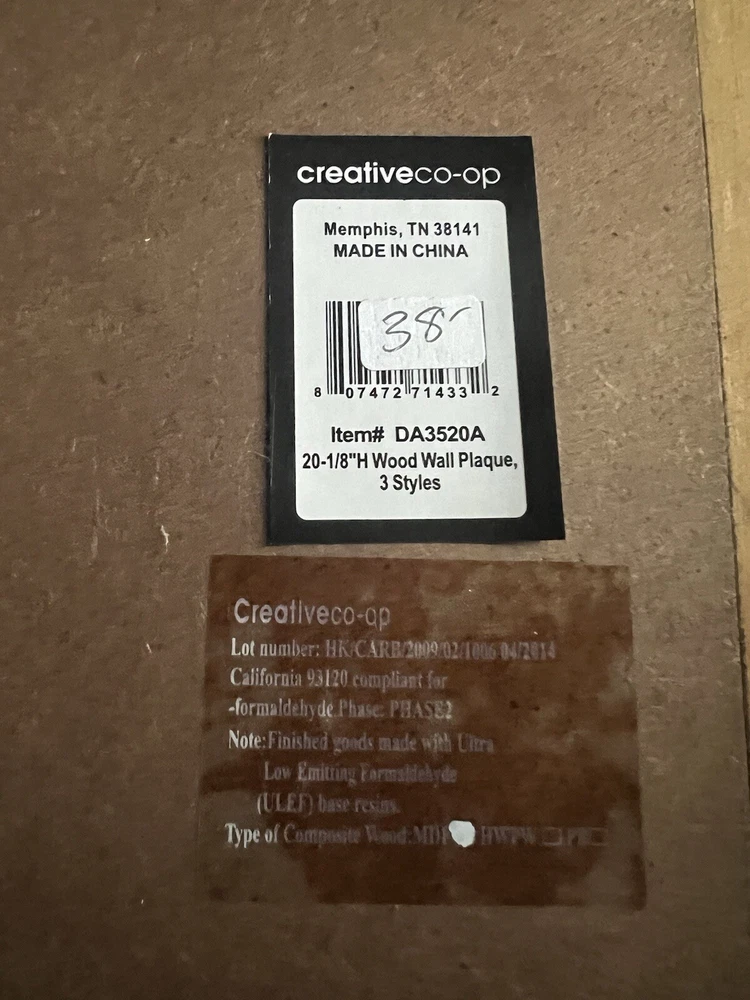 creativeco-op
Memphis, TN 38141
MADE IN CHINA
38-
8 07472 71433 2
Item# DA3520A
20-1/8"H Wood Wall Plaque,
3 Styles
Creativeco-op
Lot number: HK/CARB/2009/02/1006 04/2014
California 93120 compliant for
-formaldehyde Phase: PHASE2
Note:Finished goods made with Ultra
Low Emitting Formaldehyde
(ULEF) base resins.
Type of Composite Wood:MDF HWPW PB